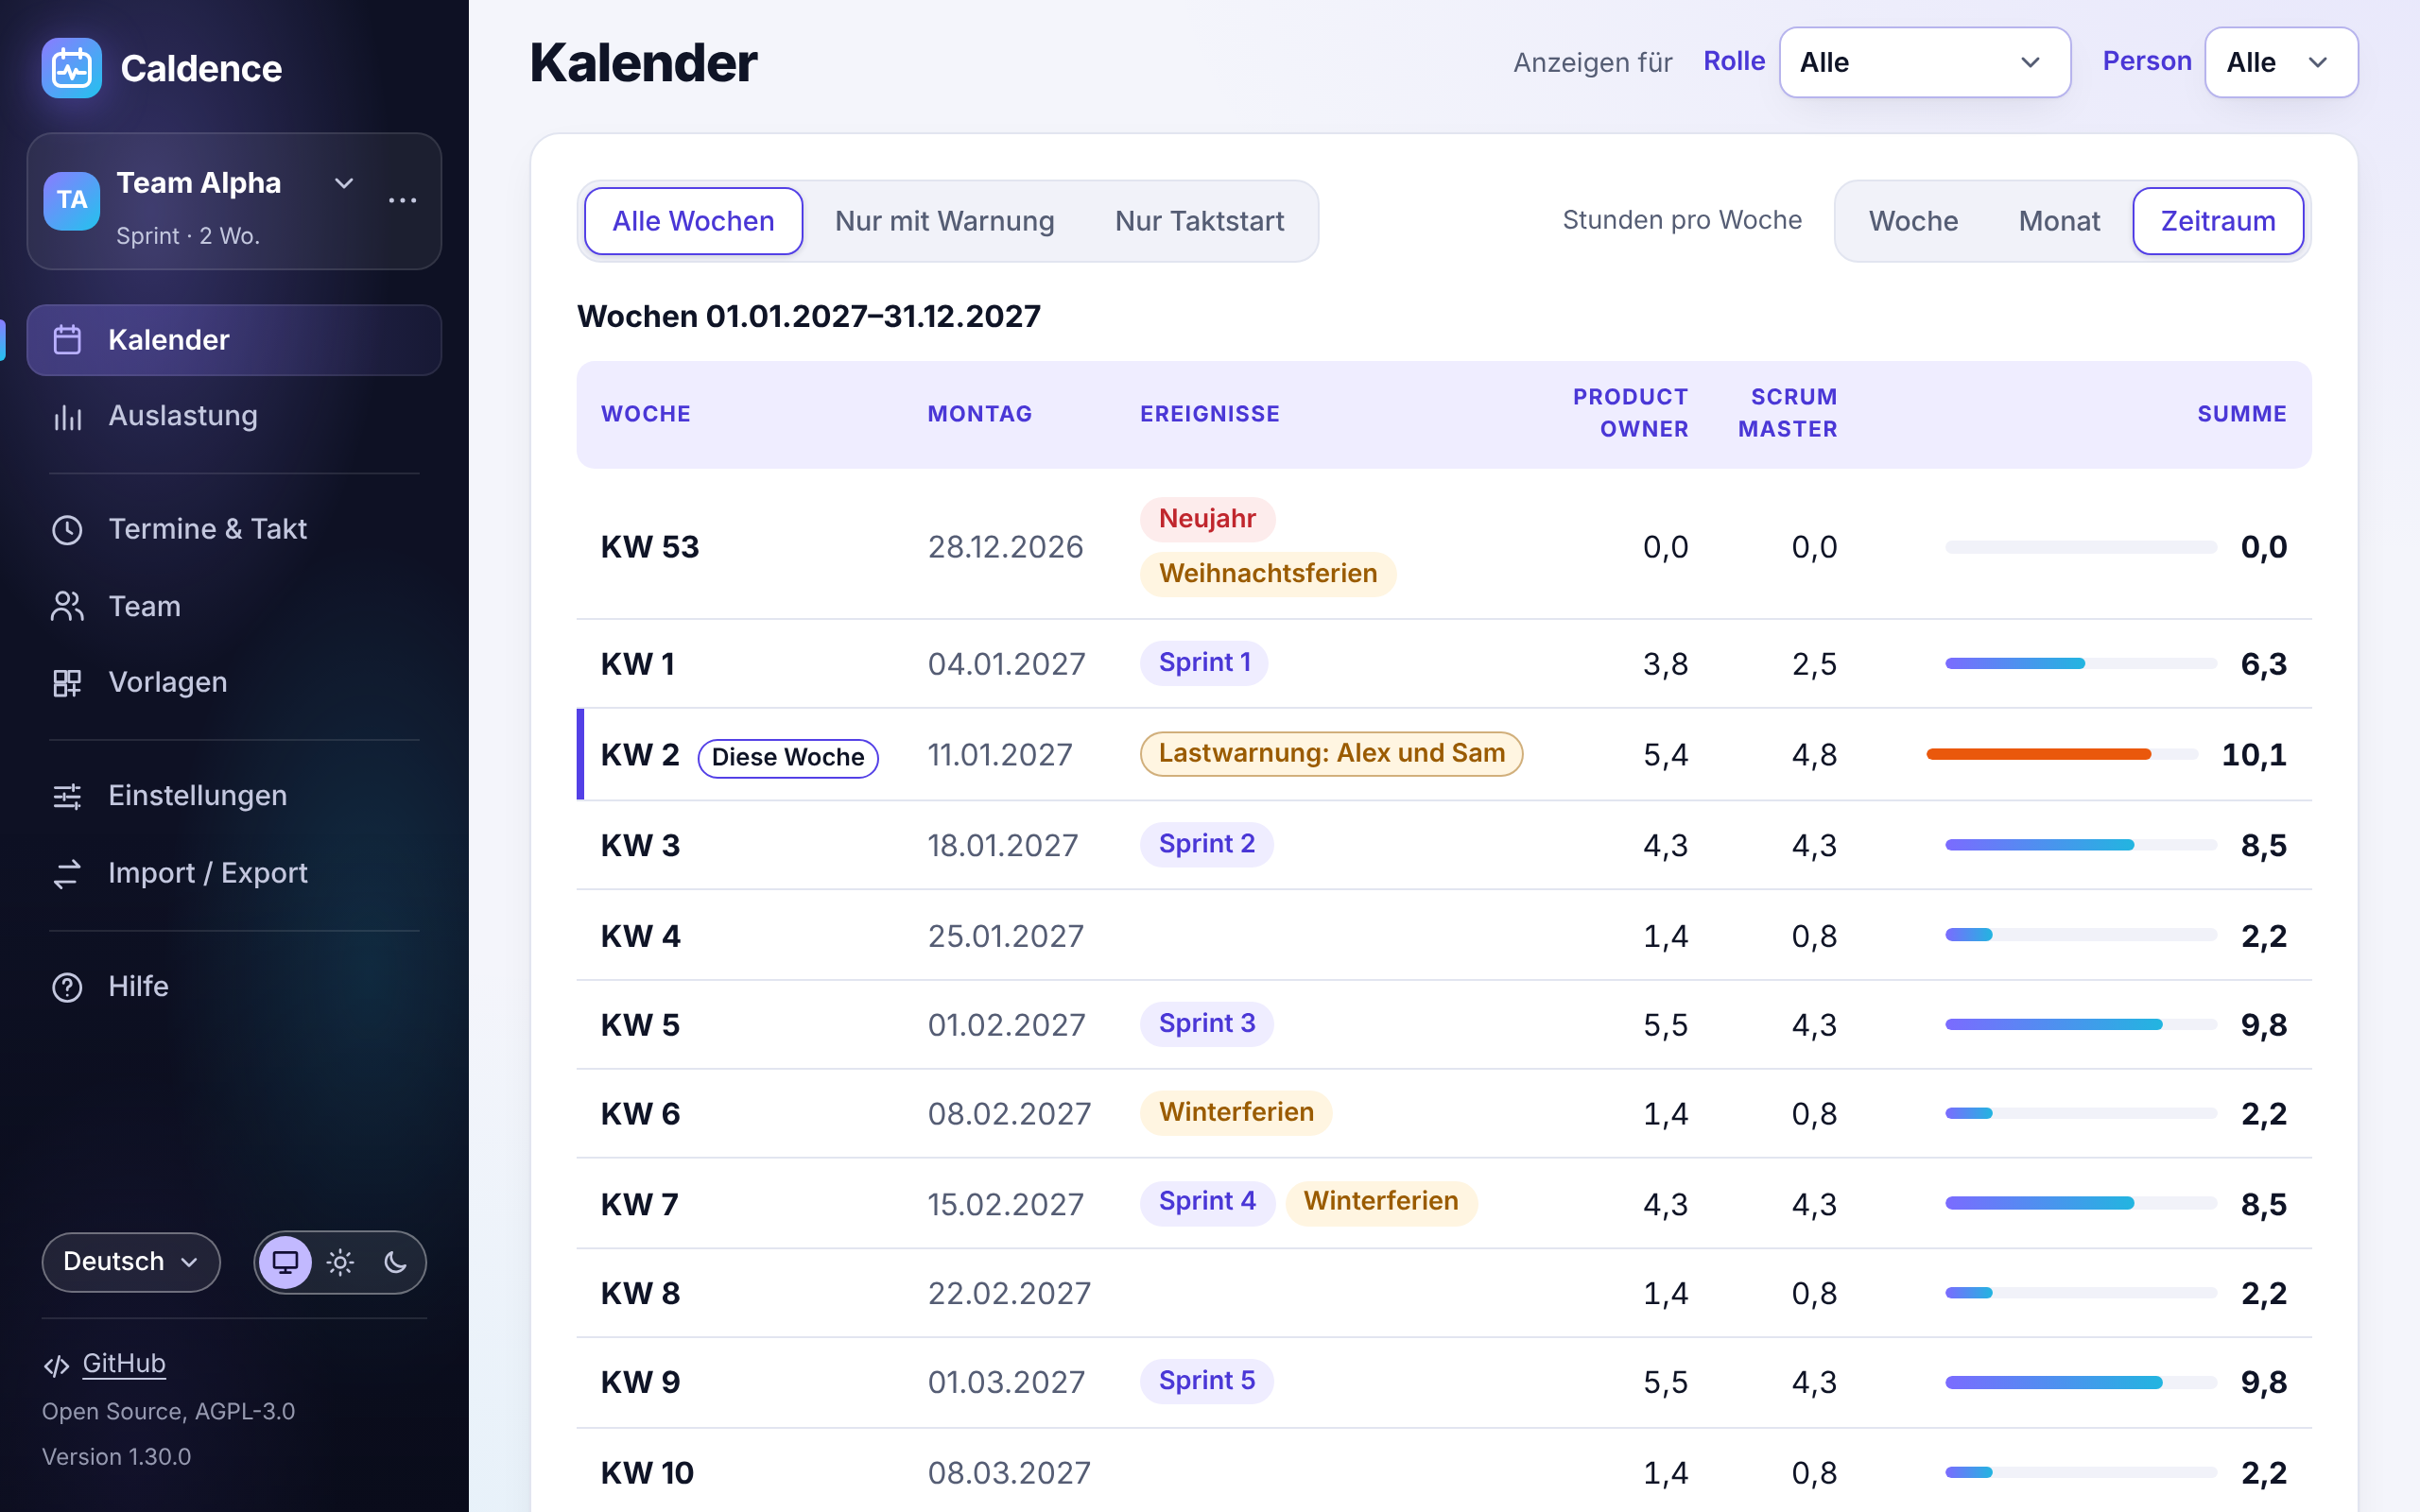 Caldence
TA
Team Alpha
Sprint · 2 Wo.
Kalender
Auslastung
Termine & Takt
Team
Vorlagen
Einstellungen
Import / Export
Hilfe
Deutsch
GitHub
Open Source, AGPL-3.0
Version 1.30.0
Kalender
Anzeigen für Rolle Alle Person Alle
Alle Wochen Nur mit Warnung Nur Taktstart
Stunden pro Woche Woche Monat Zeitraum
Wochen 01.01.2027–31.12.2027
WOCHE MONTAG EREIGNISSE PRODUCT OWNER SCRUM MASTER SUMME
KW 53 28.12.2026 Neujahr Weihnachtsferien 0,0 0,0 0,0
KW 1 04.01.2027 Sprint 1 3,8 2,5 6,3
KW 2 Diese Woche 11.01.2027 Lastwarnung: Alex und Sam 5,4 4,8 10,1
KW 3 18.01.2027 Sprint 2 4,3 4,3 8,5
KW 4 25.01.2027 1,4 0,8 2,2
KW 5 01.02.2027 Sprint 3 5,5 4,3 9,8
KW 6 08.02.2027 Winterferien 1,4 0,8 2,2
KW 7 15.02.2027 Sprint 4 Winterferien 4,3 4,3 8,5
KW 8 22.02.2027 1,4 0,8 2,2
KW 9 01.03.2027 Sprint 5 5,5 4,3 9,8
KW 10 08.03.2027 1,4 0,8 2,2